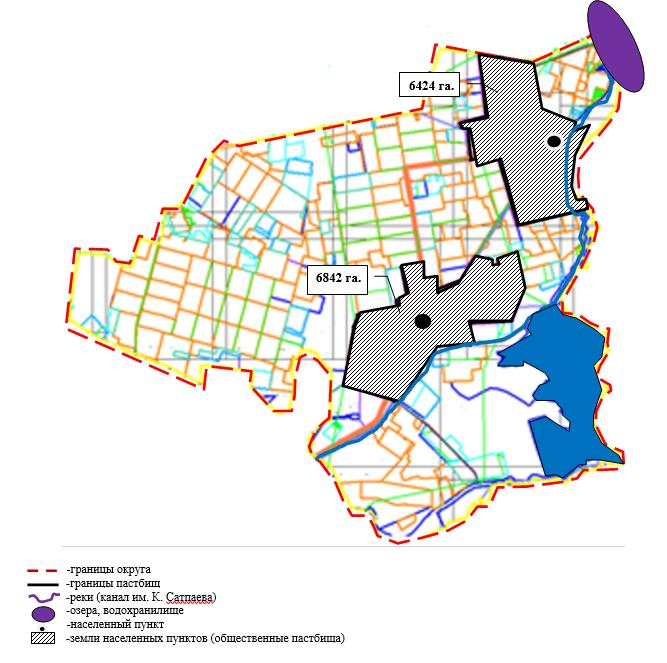 6424 га.
6842 га.
-границы округа
-границы пастбищ
-реки (канал им. К. Сатпаева)
-озера, водохранилище
-населенный пункт
-земли населенных пунктов (общественные пастбища)